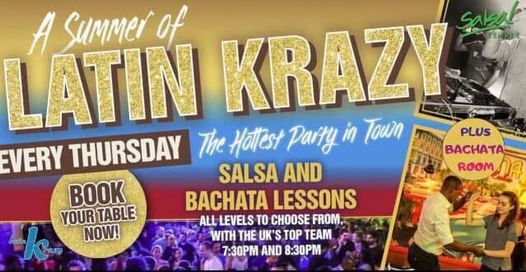 A Summer of
LATIN KRAZY
EVERY THURSDAY
The Hottest Party in Town
SALSA AND
BACHATA LESSONS
ALL LEVELS TO CHOOSE FROM,
WITH THE UK'S TOP TEAM
7:30PM AND 8:30PM
BOOK
YOUR TABLE
NOW!
PLUS
BACHATA
ROOM
Salsa!